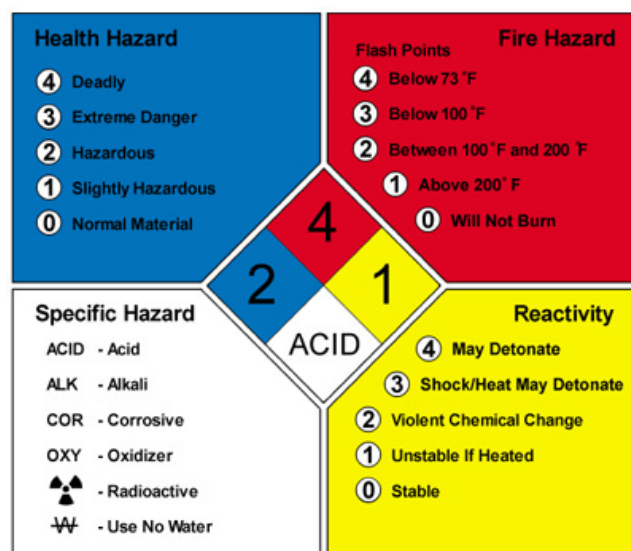 Health Hazard
4 Deadly
3 Extreme Danger
2 Hazardous
1 Slightly Hazardous
0 Normal Material
Fire Hazard
Flash Points
4 Below 73 °F
3 Below 100 °F
2 Between 100°F and 200 °F
1 Above 200° F
0 Will Not Burn
4
2
1
ACID
Specific Hazard
ACID - Acid
ALK - Alkali
COR - Corrosive
OXY - Oxidizer
- Radioactive
W - Use No Water
Reactivity
4 May Detonate
3 Shock/Heat May Detonate
2 Violent Chemical Change
1 Unstable If Heated
0 Stable